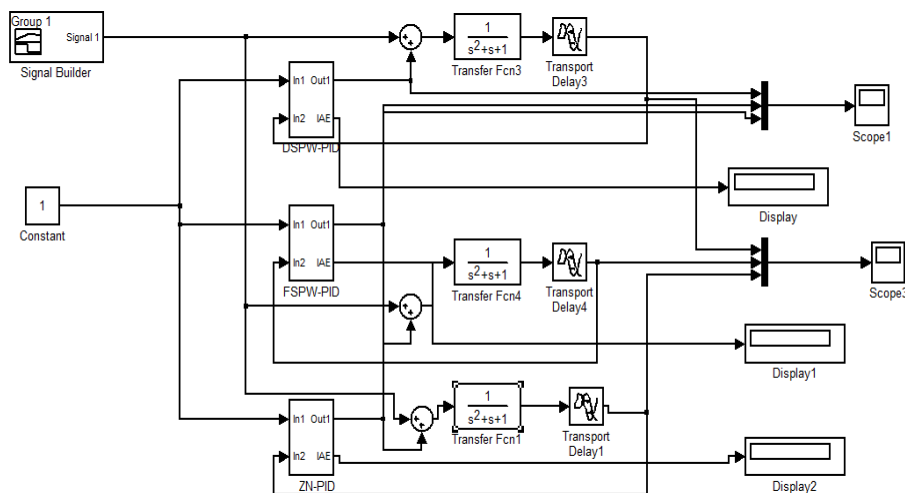 Group 1
Signal 1
Signal Builder
+
+
1
s²+s+1
Transfer Fcn3
Transport
Delay3
In1 Out1
In2 IAE
DSPW-PID
Scope1
Display
1
Constant
In1 Out1
In2 IAE
FSPW-PID
1
s²+s+1
Transfer Fcn4
Transport
Delay4
Scope3
+
+
Display1
In1 Out1
In2 IAE
ZN-PID
+
+
1
s²+s+1
Transfer Fcn1
Transport
Delay1
Display2